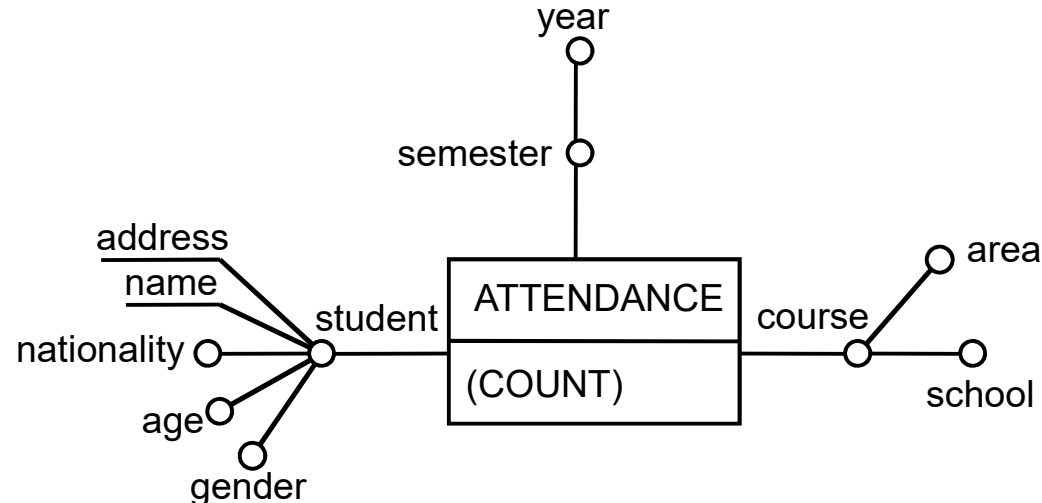 year
semester
address
name
nationality
age
gender
student
ATTENDANCE
(COUNT)
course
area
school